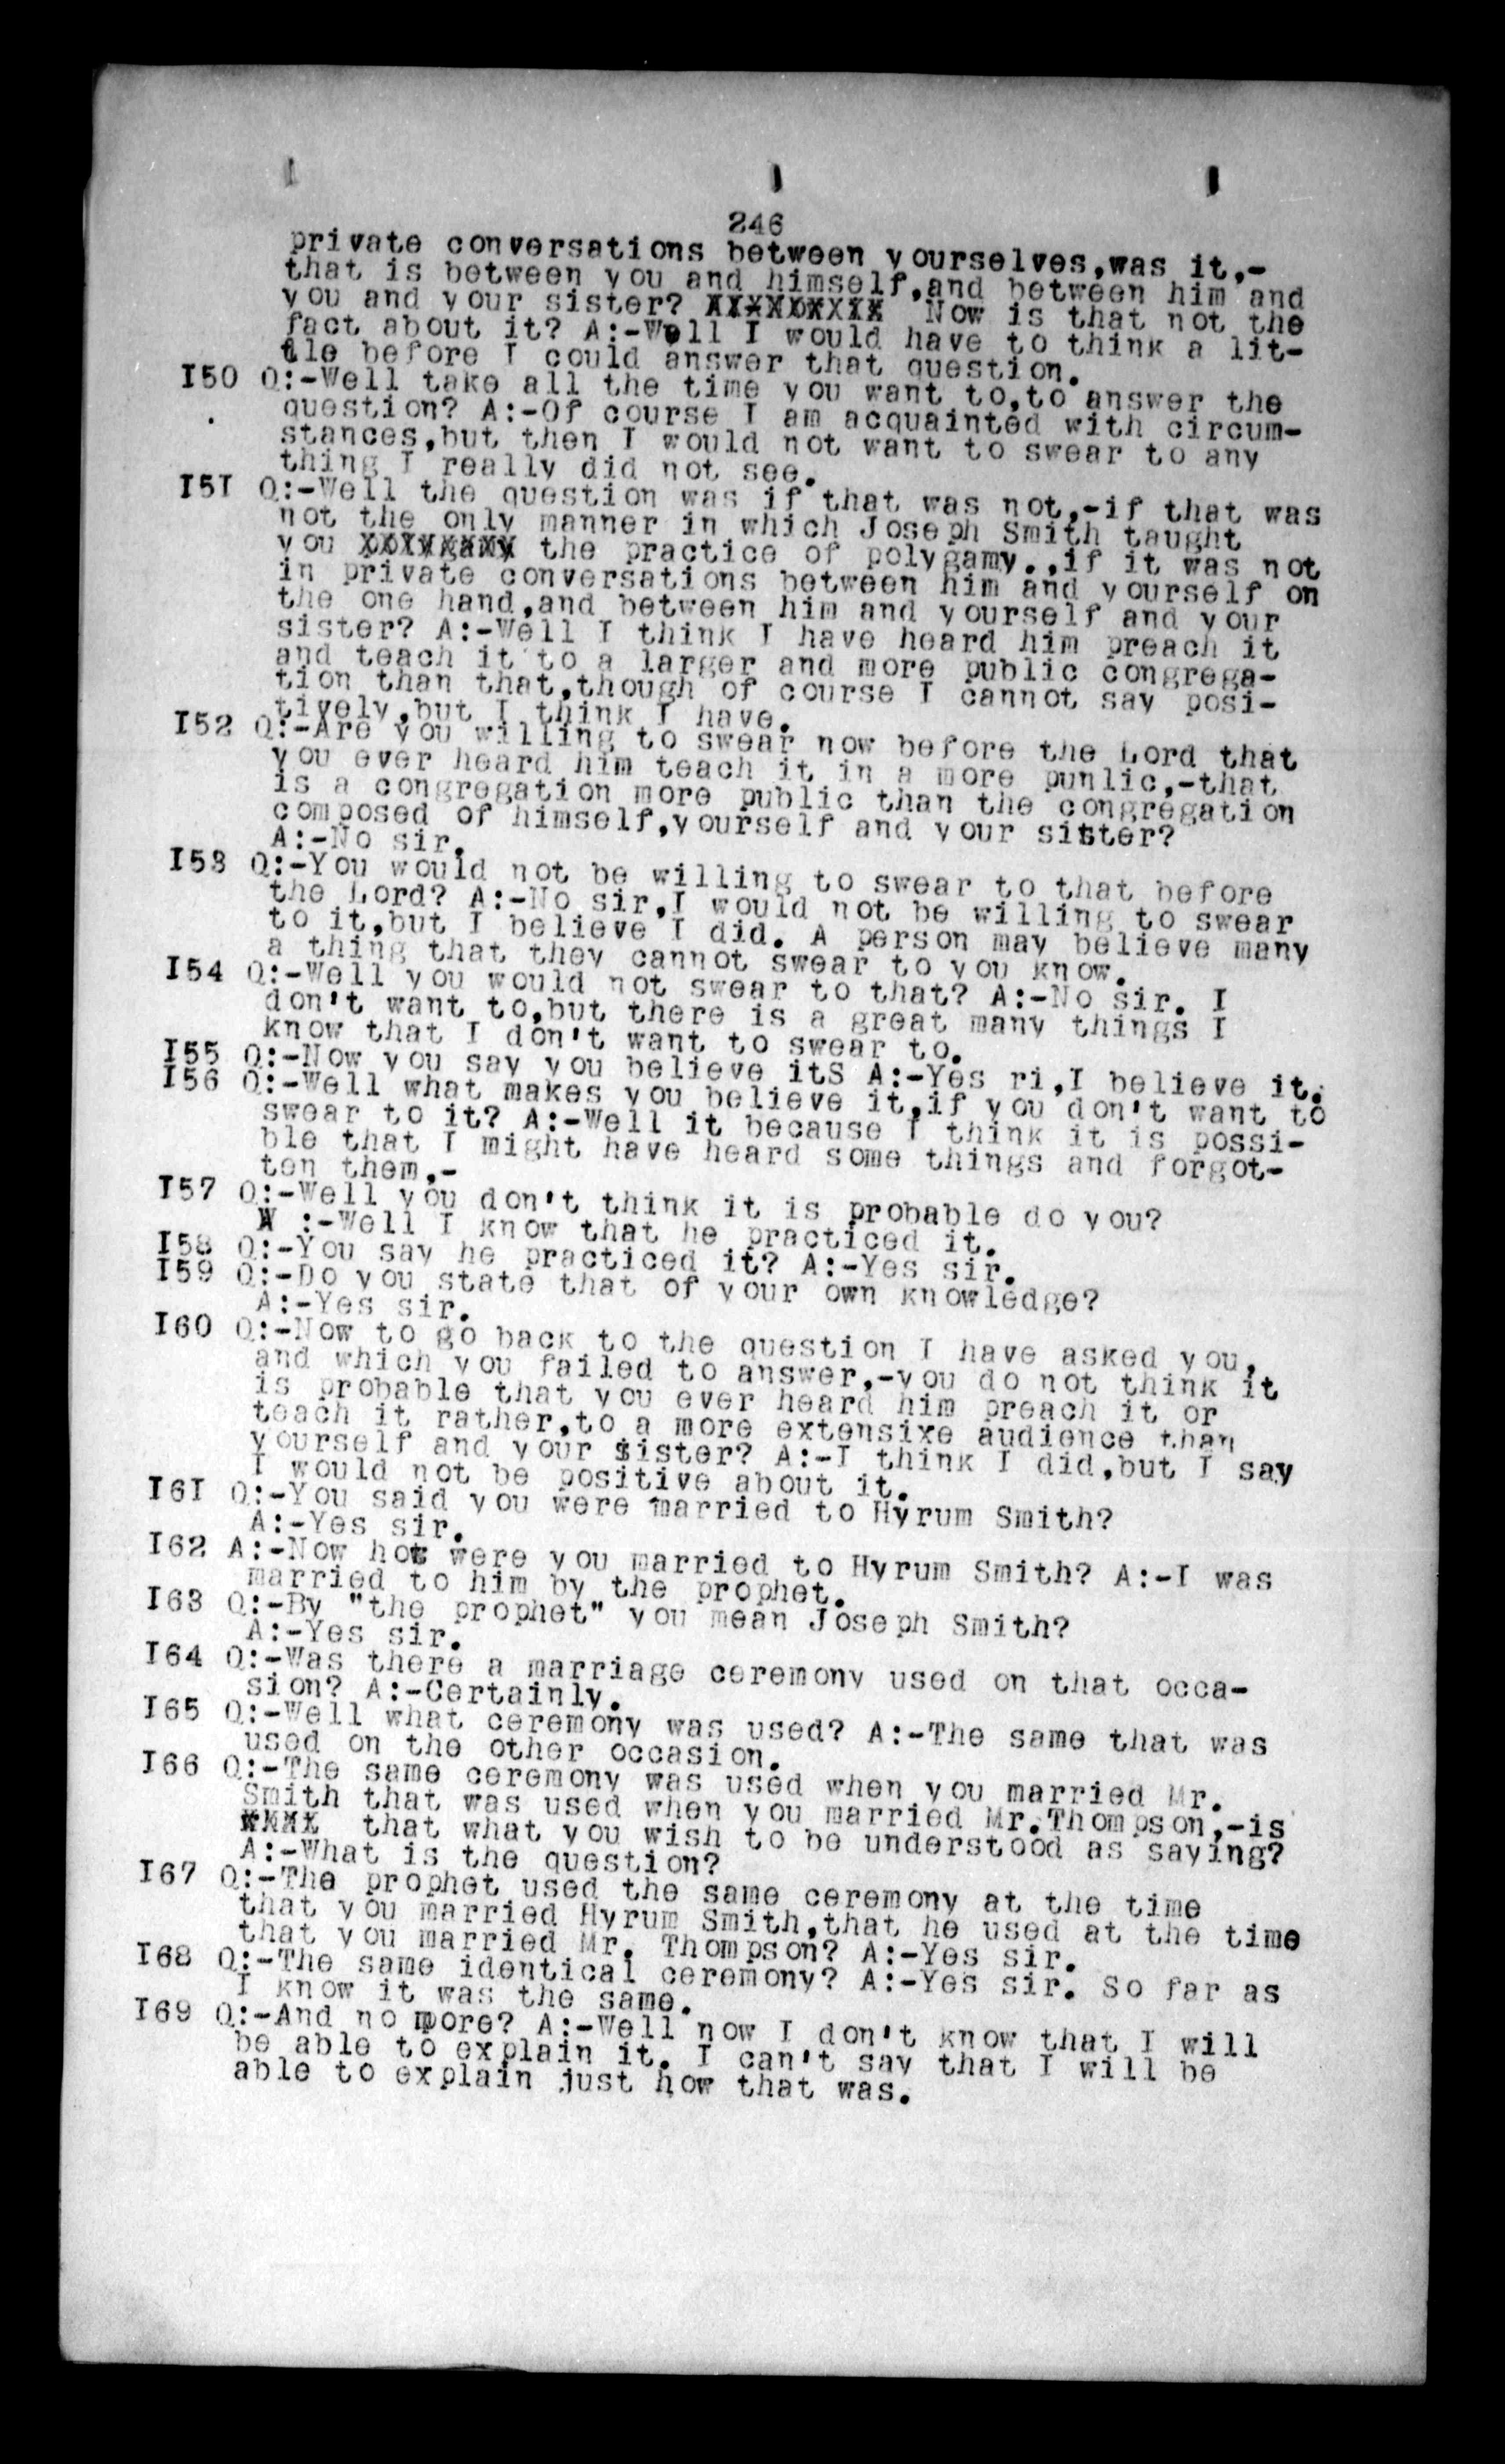 246
private conversations between yourselves,was it,-
that is between you and himself,and between him and
you and your sister? Now is that not the
fact about it? A:-Well I would have to think a lit-
tle before I could answer that question.
I50 Q:-Well take all the time you want to,to answer the
question? A:-Of course I am acquainted with circum-
stances,but then I would not want to swear to any
thing I really did not see.
I5I Q:-Well the question was if that was not,-if that was
not the only manner in which Joseph Smith taught
you the practice of polygamy.,if it was not
in private conversations between him and yourself on
the one hand,and between him and yourself and your
sister? A:-Well I think I have heard him preach it
and teach it to a larger and more public congrega-
tion than that,though of course I cannot say posi-
tively,but I think I have.
I52 Q:-Are you willing to swear now before the Lord that
you ever heard him teach it in a more punlic,-that
is a congregation more public than the congregation
composed of himself,yourself and your sister?
A:-No sir.
I53 Q:-You would not be willing to swear to that before
the Lord? A:-No sir,I would not be willing to swear
to it,but I believe I did. A person may believe many
a thing that they cannot swear to you know.
I54 Q:-Well you would not swear to that? A:-No sir. I
don't want to,but there is a great many things I
know that I don't want to swear to.
I55 Q:-Now you say you believe itS A:-Yes ri,I believe it.
I56 Q:-Well what makes you believe it,if you don't want to
swear to it? A:-Well it because I think it is possi-
ble that I might have heard some things and forgot-
ten them,-
I57 Q:-Well you don't think it is probable do you?
A :-Well I know that he practiced it.
I58 Q:-You say he practiced it? A:-Yes sir.
I59 Q:-Do you state that of your own knowledge?
A:-Yes sir.
I60 Q:-Now to go back to the question I have asked you,
and which you failed to answer,-you do not think it
is probable that you ever heard him preach it or
teach it rather,to a more extensixe audience than
yourself and your sister? A:-I think I did,but I say
I would not be positive about it.
I6I Q:-You said you were married to Hyrum Smith?
A:-Yes sir.
I62 A:-Now how were you married to Hyrum Smith? A:-I was
married to him by the prophet.
I63 Q:-By "the prophet" you mean Joseph Smith?
A:-Yes sir.
I64 Q:-Was there a marriage ceremony used on that occa-
sion? A:-Certainly.
I65 Q:-Well what ceremony was used? A:-The same that was
used on the other occasion.
I66 Q:-The same ceremony was used when you married Mr.
Smith that was used when you married Mr.Thompson,-is
that what you wish to be understood as saying?
A:-What is the question?
I67 Q:-The prophet used the same ceremony at the time
that you married Hyrum Smith,that he used at the time
that you married Mr. Thompson? A:-Yes sir.
I68 Q:-The same identical ceremony? A:-Yes sir. So far as
I know it was the same.
I69 Q:-And no more? A:-Well now I don't know that I will
be able to explain it. I can't say that I will be
able to explain just how that was.